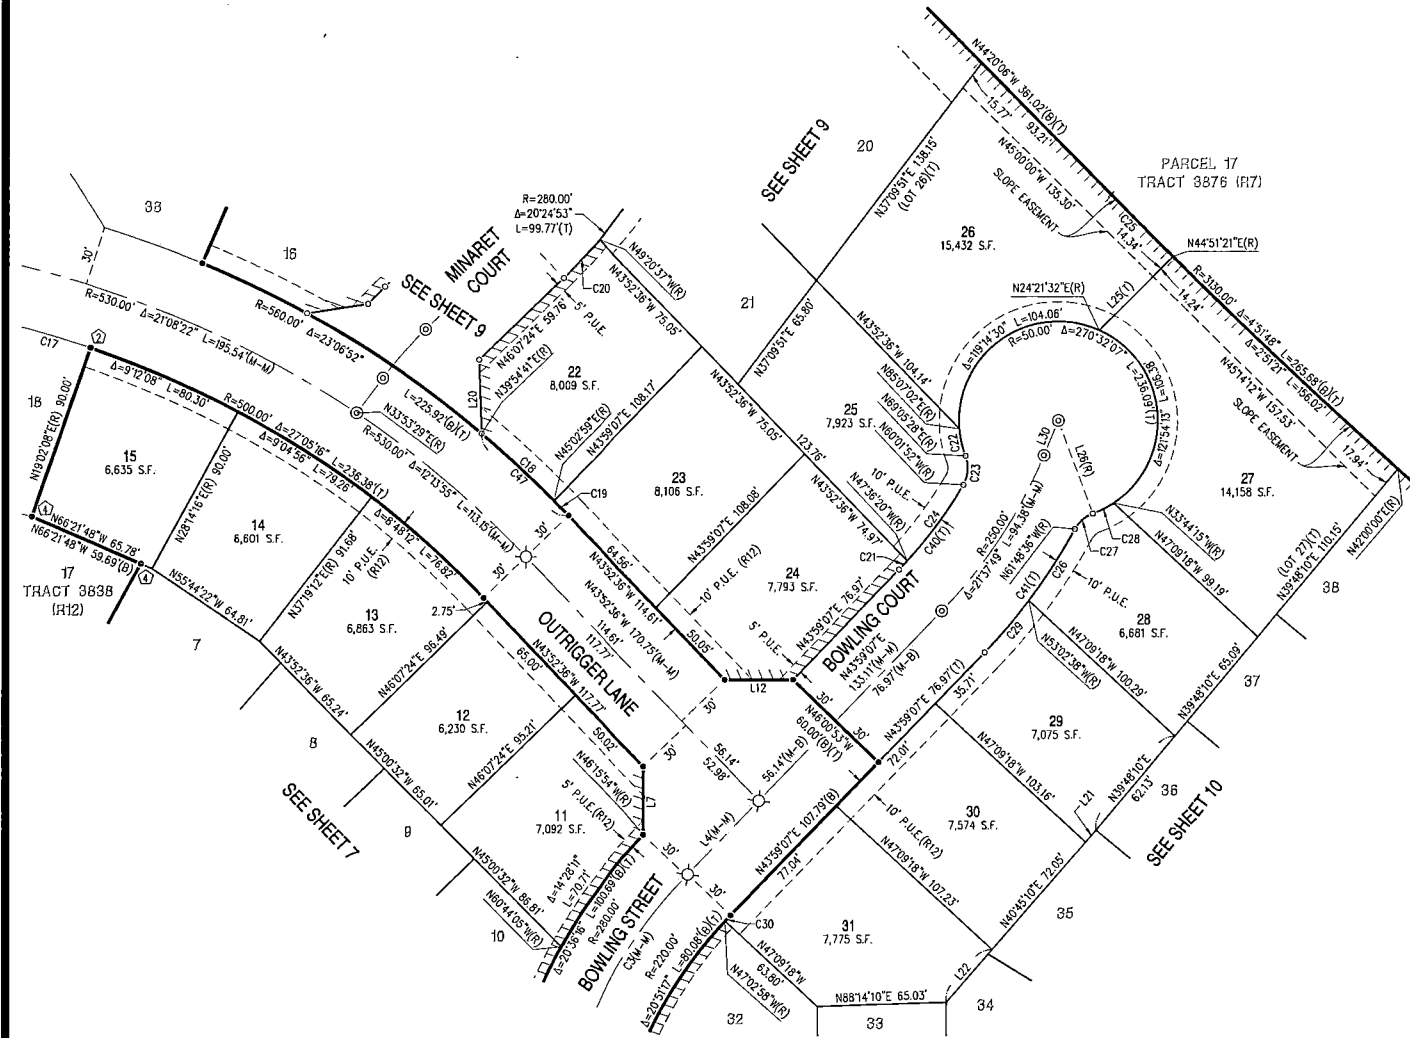 N44°20'06"W 361.02'(B)(T)
93.21'
15.77'
N45°00'00"W 135.30'
SLOPE EASEMENT
PARCEL 17
TRACT 3876 (R7)
C25
14.34'
N44°51'21"E(R)
SEE SHEET 9
20
N37°09'51"E 138.15'
(LOT 26)(T)
26
15,432 S.F.
R=3130.00'
Δ=4°51'48" L=265.68'(B)(T)
Δ=2°51'21" L=156.02'
14.24'
N45°14'12"W 157.53'
SLOPE EASEMENT
17.94'
N42°00'00"E(R)
N24°21'32"E(R)
L25(T)
Δ=119°14'30" L=104.06'
R=50.00' Δ=270°32'07"
L=236.09'(T)
Δ=121°54'13"
L=106.38'
27
14,158 S.F.
(LOT 27)(T)
N39°48'10"E 110.15'
38
33
30'
16
R=280.00'
Δ=20°24'53"
L=99.77'(T)
MINARET
COURT
SEE SHEET 9
N49°20'37"W(R)
C20
5' P.U.E.
N46°07'24"E 59.76'
N39°54'41"E(R)
L20
22
8,009 S.F.
N43°52'36"W 75.05'
21
N37°09'51"E 65.80'
N43°52'36"W 104.14'
N85°07'02"E(R)
N69°05'28"E(R)
N60°01'52"W(R)
25
7,923 S.F.
C22
C23
10' P.U.E.
N47°36'20"W(R)
C24
C40(T)
L30
L26(R)
R=530.00' Δ=21°08'22" L=195.54'(M-M)
R=560.00' Δ=23°06'52"
L=225.92'(B)(T)
C17
Δ=9°12'08" L=80.30'
R=500.00'
Δ=27°05'16" L=236.38'(T)
Δ=9°04'56" L=79.26'
Δ=8°48'12" L=76.82'
N33°53'29"E(R)
R=530.00' Δ=12°13'55" L=113.15'(M-M)
C18
C47
C19
N45°02'59"E(R)
N43°59'07"E 108.17'
N43°52'36"W 75.05'
123.76'
N43°52'36"W 74.97'
23
8,106 S.F.
N43°59'07"E 108.08'
18
N19°02'08"E(R) 90.00'
15
6,635 S.F.
N28°14'16"E(R) 90.00'
14
6,601 S.F.
N66°21'48"W 65.78'
N66°21'48"W 59.69'(B)
17
TRACT 3838
(R12)
N55°44'22"W 64.81'
N37°19'12"E(R) 91.68'
10' P.U.E.
(R12)
13
6,863 S.F.
2.75'
30'
30'
64.56'
N43°52'36"W 114.61'
N43°52'36"W 170.75'(M-M)
114.61'
117.77'
50.05'
10' P.U.E. (R12)
24
7,793 S.F.
C21
N43°59'07"E 76.97'
5' P.U.E.
BOWLING COURT
N43°59'07"E
133.11'(M-M)
76.97'(M-B)
R=250.00'
Δ=21°37'49" L=94.38'(M-M)
N61°48'36"W(R)
C27
C28
N33°44'15"W(R)
N47°09'18"W 99.19'
C26
C41(T)
C29
10' P.U.E.
28
6,681 S.F.
N47°09'18"W 100.29'
N53°02'38"W(R)
N39°48'10"E 65.09'
37
7
N43°52'36"W 65.24'
N46°07'24"E 96.49'
OUTRIGGER LANE
65.00'
N43°52'36"W 117.77'
50.02'
L12
30'
30'
N46°00'53"W
60.00'(B)(T)
N43°59'07"E 76.97'(T)
35.71'
72.01'
29
7,075 S.F.
N47°09'18"W 103.16'
N39°48'10"E
62.13'
36
L21
SEE SHEET 10
8
N45°00'32"W 65.01'
12
6,230 S.F.
N46°07'24"E 95.21'
N46°15'54"W(R)
L7
30'
30'
56.14'
52.98'
56.14'(M-B)
L4(M-M)
N43°59'07"E 107.79'(B)
77.04'
10' P.U.E.(R12)
30
7,574 S.F.
N47°09'18"W 107.23'
N40°45'10"E 72.05'
35
SEE SHEET 7
9
5' P.U.E.(R12)
11
7,092 S.F.
N45°00'32"W 86.81'
N60°44'05"W(R)
10
Δ=14°28'11"
L=70.71'
Δ=20°36'16" L=100.69'(B)(T)
R=280.00'
BOWLING STREET
C3(M-M)
30'
30'
R=220.00'
Δ=20°51'17" L=80.08'(B)(T)
C30
31
7,775 S.F.
N47°09'18"W
63.80'
N47°02'58"W(R)
N88°14'10"E 65.03'
L22
32
33
34